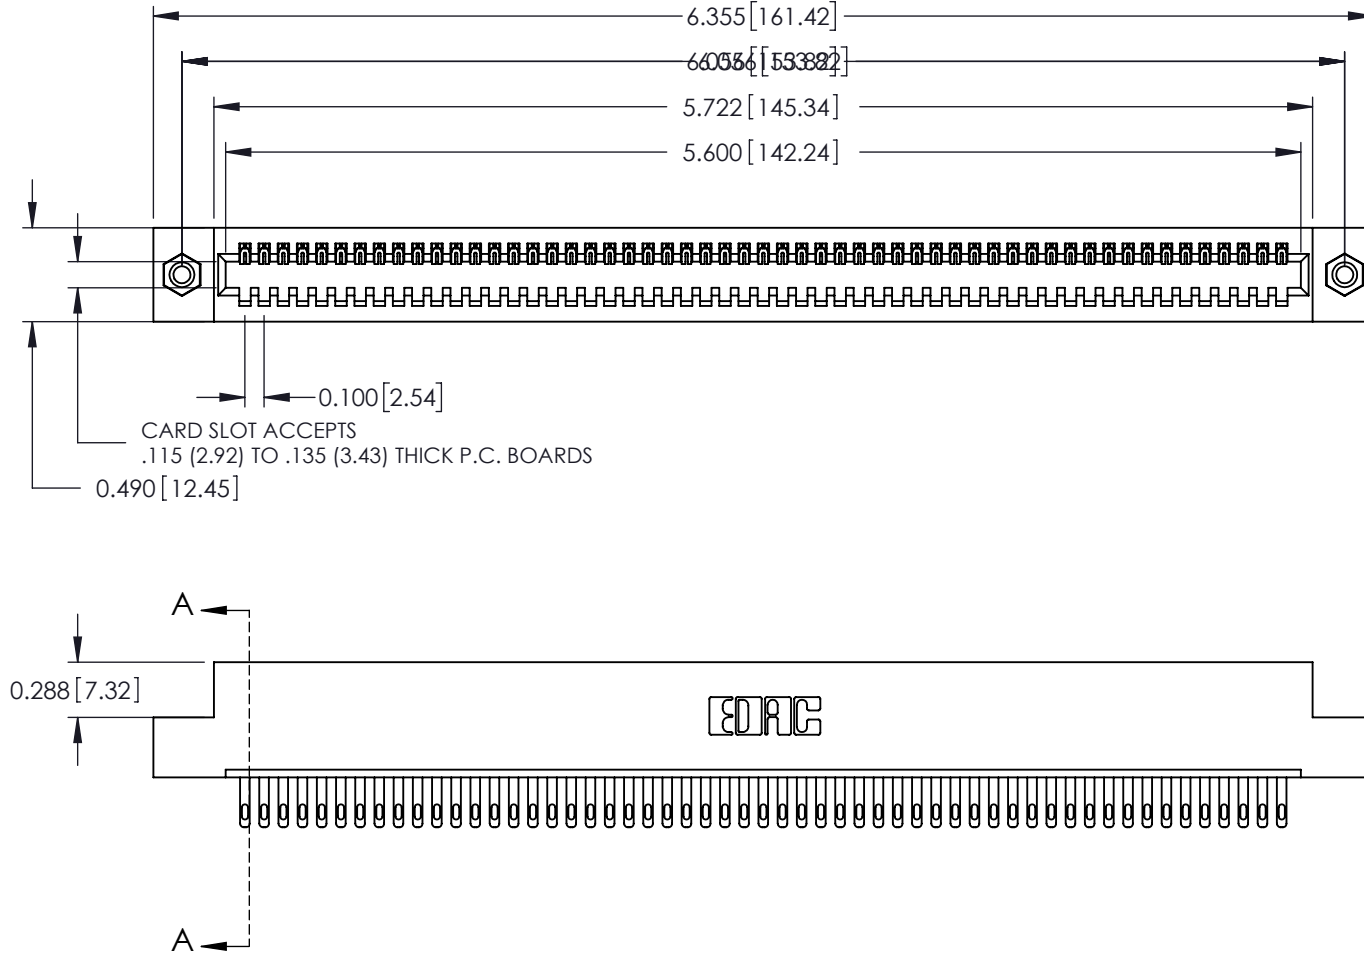 6.355[161.42]
5.722[145.34]
5.600[142.24]
0.100[2.54]
CARD SLOT ACCEPTS
.115 (2.92) TO .135 (3.43) THICK P.C. BOARDS
0.490[12.45]
A
0.288[7.32]
EDAC
A